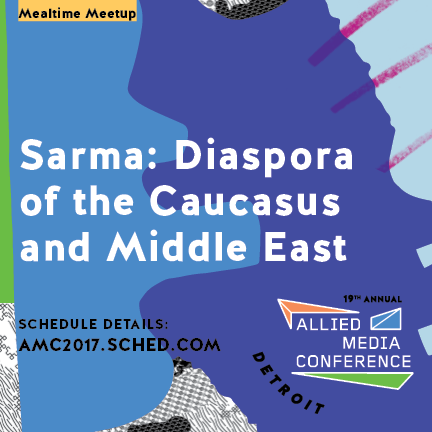 Mealtime Meetup
Sarma: Diaspora
of the Caucasus
and Middle East
SCHEDULE DETAILS:
AMC2017.SCHED.COM
19TH ANNUAL
ALLIED
MEDIA
CONFERENCE
DETROIT